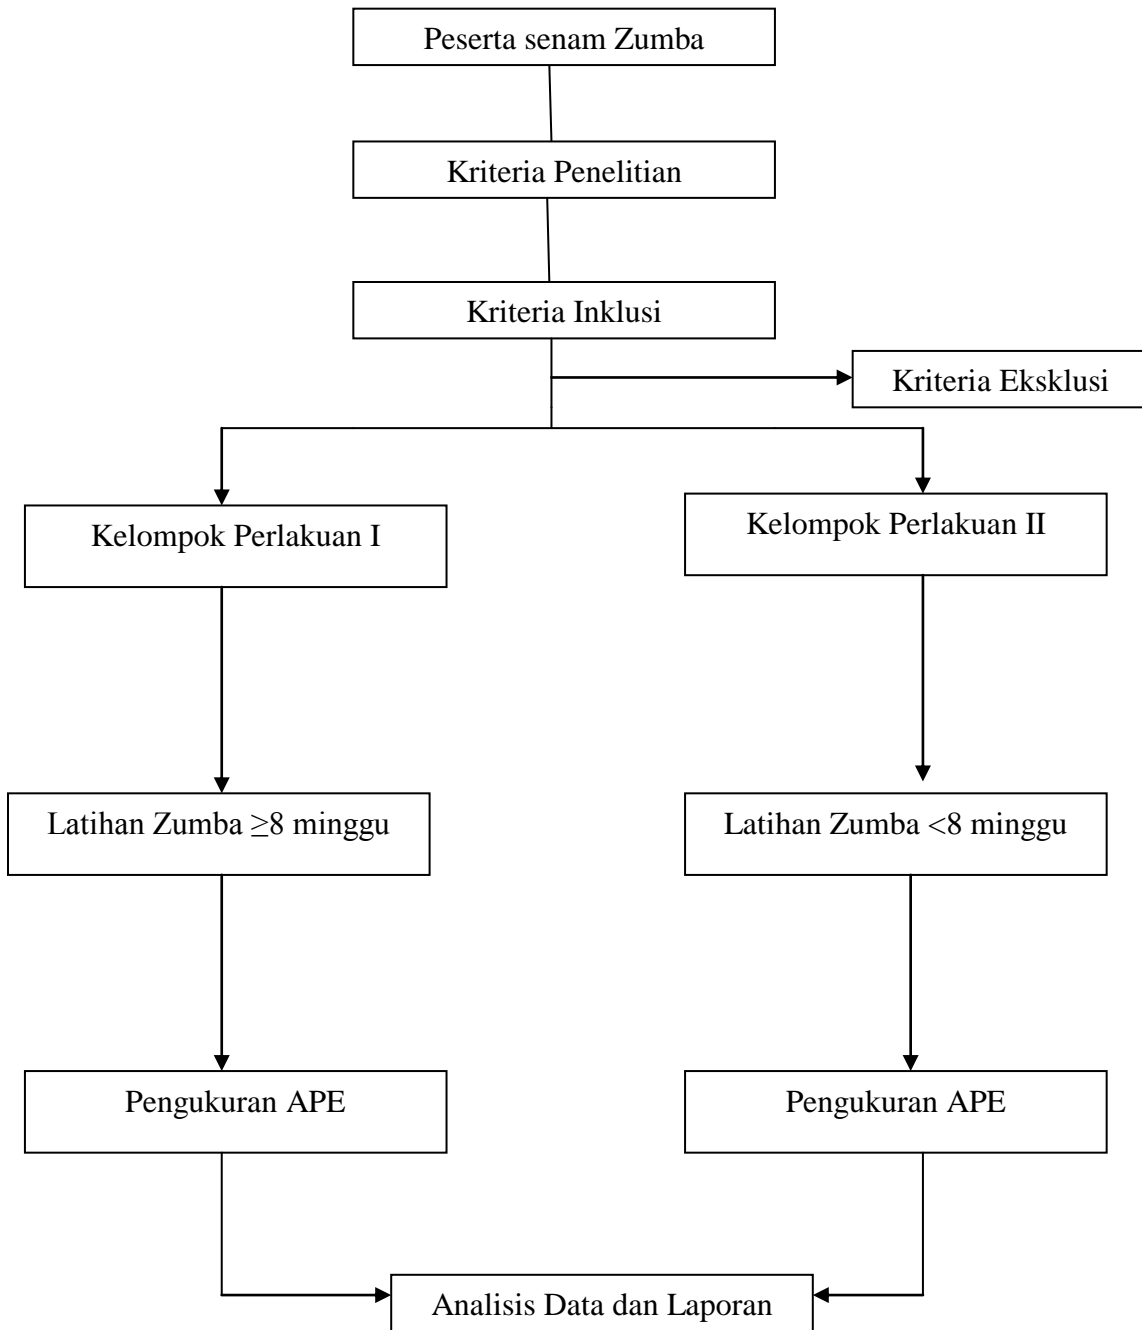 Peserta senam Zumba
Kriteria Penelitian
Kriteria Inklusi
Kriteria Eksklusi
Kelompok Perlakuan I
Kelompok Perlakuan II
Latihan Zumba ≥8 minggu
Latihan Zumba <8 minggu
Pengukuran APE
Pengukuran APE
Analisis Data dan Laporan